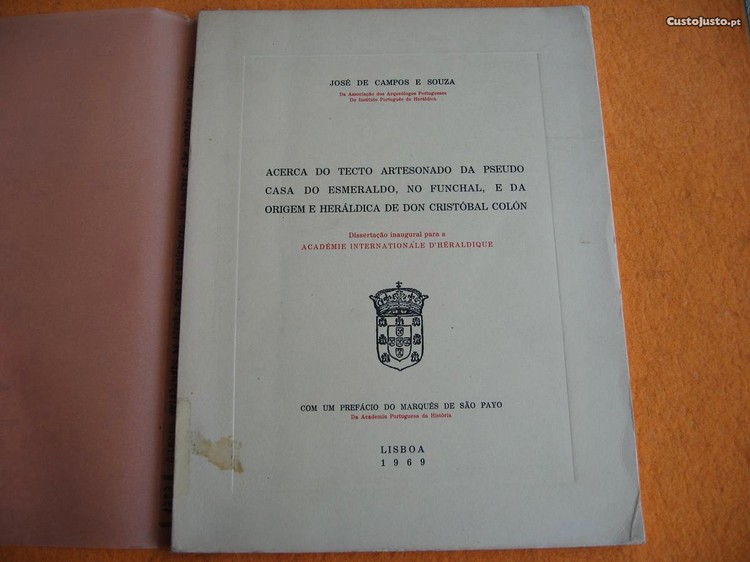 CustoJusto.pt
JOSÉ DE CAMPOS E SOUZA
Da Associação dos Arqueólogos Portugueses
Do Instituto Português de Heráldica
ACERCA DO TECTO ARTESONADO DA PSEUDO
CASA DO ESMERALDO, NO FUNCHAL, E DA
ORIGEM E HERÁLDICA DE DON CRISTÓBAL COLÓN
Dissertação inaugural para a
ACADÉMIE INTERNATIONALE D'HÉRALDIQUE
COM UM PREFÁCIO DO MARQUÊS DE SÃO PAYO
Da Academia Portuguesa da História
LISBOA
1969